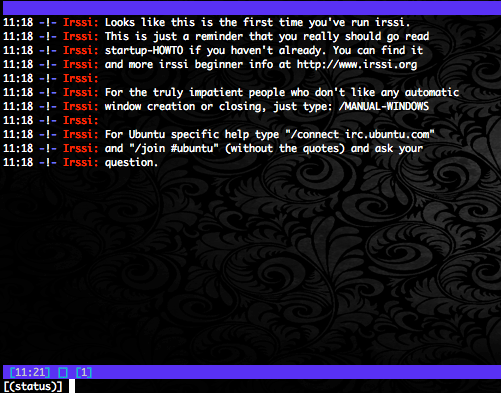 11:18 -!- Irssi: Looks like this is the first time you've run irssi.
11:18 -!- Irssi: This is just a reminder that you really should go read
11:18 -!- Irssi: startup-HOWTO if you haven't already. You can find it
11:18 -!- Irssi: and more irssi beginner info at http://www.irssi.org
11:18 -!- Irssi:
11:18 -!- Irssi: For the truly impatient people who don't like any automatic
11:18 -!- Irssi: window creation or closing, just type: /MANUAL-WINDOWS
11:18 -!- Irssi:
11:18 -!- Irssi: For Ubuntu specific help type "/connect irc.ubuntu.com"
11:18 -!- Irssi: and "/join #ubuntu" (without the quotes) and ask your
11:18 -!- Irssi: question.
[11:21] [] [1]
[(status)]